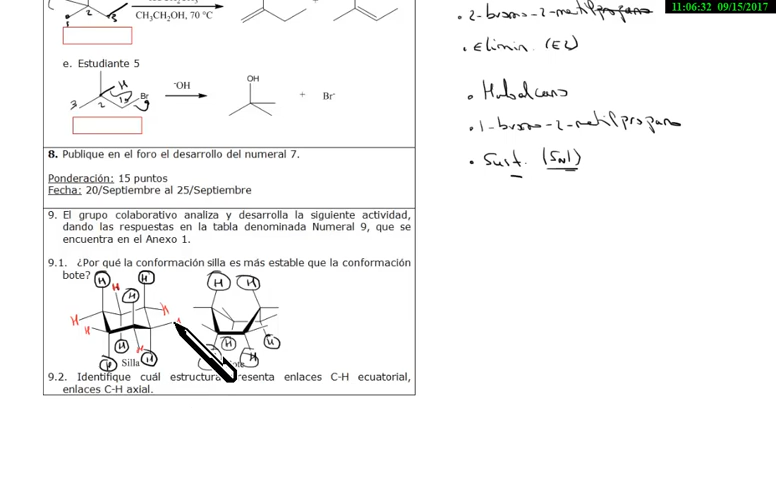 CH₃CH₂OH, 70 °C
+
2-bromo-2-metilpropano
11:06:32 09/15/2017
. Elimin. (E2)
e. Estudiante 5
H
Br
1
2
3
⁻OH
OH
+
Br⁻
. Haloalcano
. 1-bromo-2-metilpropano
. Sust. (SN1)
8. Publique en el foro el desarrollo del numeral 7.
Ponderación: 15 puntos
Fecha: 20/Septiembre al 25/Septiembre
9. El grupo colaborativo analiza y desarrolla la siguiente actividad,
dando las respuestas en la tabla denominada Numeral 9, que se
encuentra en el Anexo 1.
9.1. ¿Por qué la conformación silla es más estable que la conformación
bote?
H H H H H H
H H H H H
H H H H H
Silla
9.2. Identifique cuál estructura presenta enlaces C-H ecuatorial,
enlaces C-H axial.